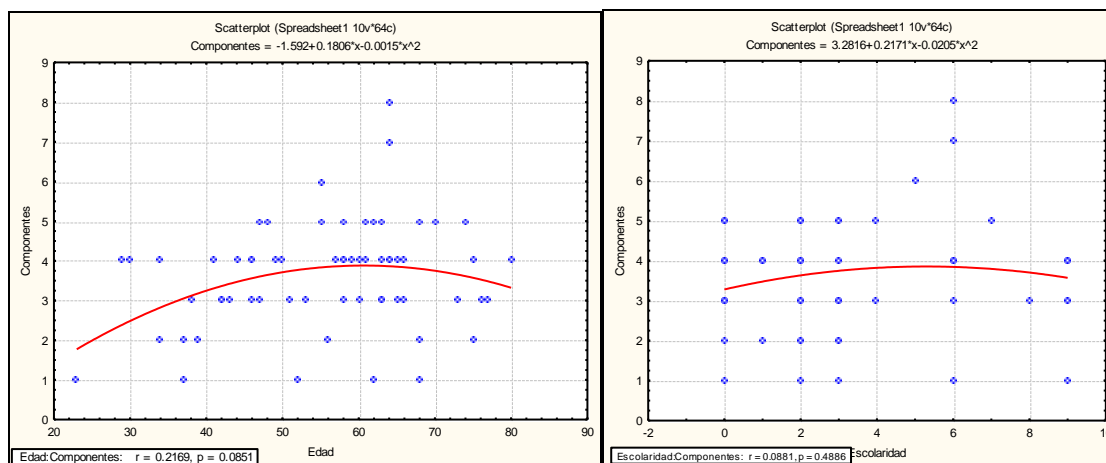 Scatterplot (Spreadsheet1 10v*64c)
Componentes = -1.592+0.1806*x-0.0015*x^2
9
8
7
6
5
4
3
2
1
0
Componentes
20 30 40 50 60 70 80 90
Edad
Edad:Componentes: r = 0.2169, p = 0.0851
Scatterplot (Spreadsheet1 10v*64c)
Componentes = 3.2816+0.2171*x-0.0205*x^2
9
8
7
6
5
4
3
2
1
0
Componentes
-2 0 2 4 6 8 1
Escolaridad
Escolaridad:Componentes: r = 0.0881, p = 0.4886